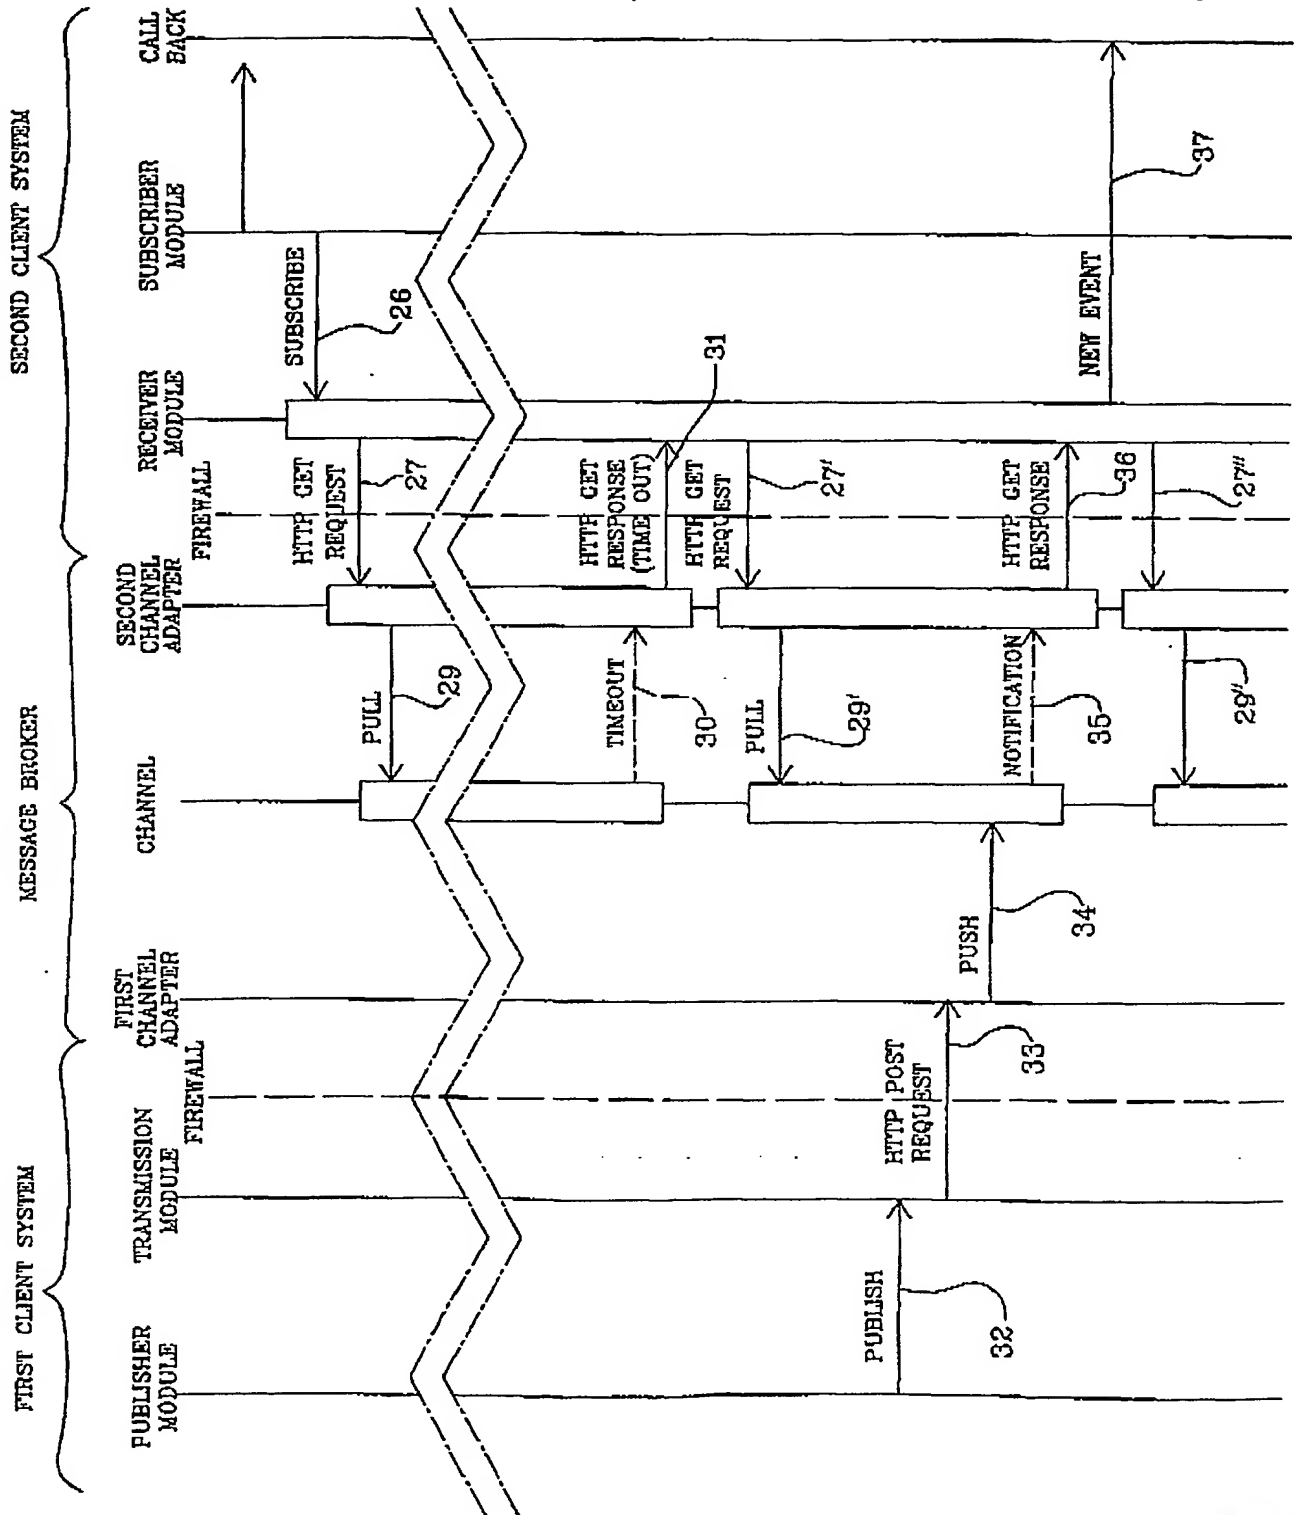 FIRST CLIENT SYSTEM
MESSAGE BROKER
SECOND CLIENT SYSTEM
PUBLISHER
MODULE
TRANSMISSION
MODULE
FIREWALL
FIRST
CHANNEL
ADAPTER
CHANNEL
SECOND
CHANNEL
ADAPTER
FIREWALL
RECEIVER
MODULE
SUBSCRIBER
MODULE
CALL
BACK
SUBSCRIBE
26
HTTP GET
REQUEST
27
PULL
29
TIMEOUT
30
HTTP GET
RESPONSE
(TIME OUT)
31
HTTP GET
REQUEST
27'
PULL
29'
PUBLISH
32
HTTP POST
REQUEST
33
PUSH
34
NOTIFICATION
35
HTTP GET
RESPONSE
36
NEW EVENT
37
27"
29"